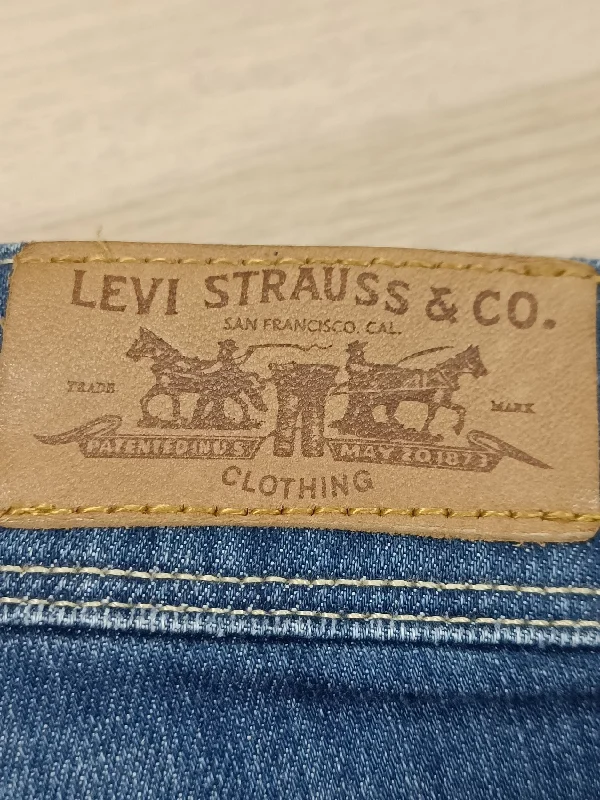 LEVI STRAUSS & CO.
SAN FRANCISCO, CAL.
TRADE MARK
PATENTED IN U.S. MAY 20, 1873
CLOTHING